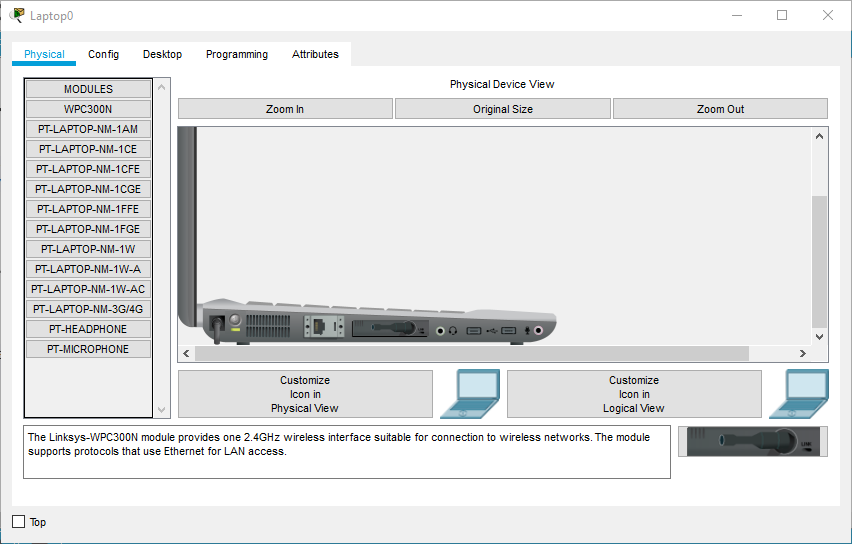 Laptop0
Physical Config Desktop Programming Attributes
MODULES
WPC300N
PT-LAPTOP-NM-1AM
PT-LAPTOP-NM-1CE
PT-LAPTOP-NM-1CFE
PT-LAPTOP-NM-1CGE
PT-LAPTOP-NM-1FFE
PT-LAPTOP-NM-1FGE
PT-LAPTOP-NM-1W
PT-LAPTOP-NM-1W-A
PT-LAPTOP-NM-1W-AC
PT-LAPTOP-NM-3G/4G
PT-HEADPHONE
PT-MICROPHONE
Physical Device View
Zoom In Original Size Zoom Out
Customize
Icon in
Physical View
Customize
Icon in
Logical View
The Linksys-WPC300N module provides one 2.4GHz wireless interface suitable for connection to wireless networks. The module
supports protocols that use Ethernet for LAN access.
LINK
Top